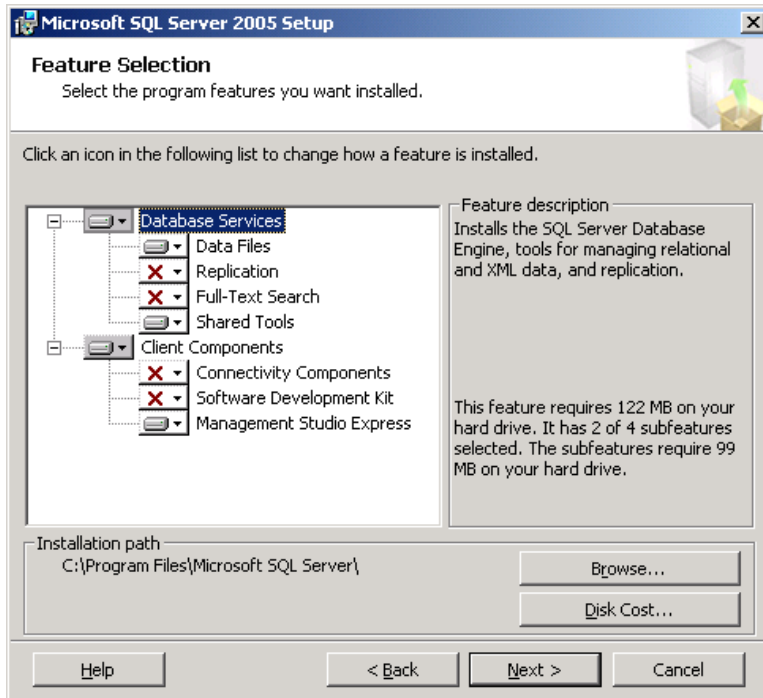 Microsoft SQL Server 2005 Setup
Feature Selection
Select the program features you want installed.
Click an icon in the following list to change how a feature is installed.
Database Services
Data Files
Replication
Full-Text Search
Shared Tools
Client Components
Connectivity Components
Software Development Kit
Management Studio Express
Feature description
Installs the SQL Server Database
Engine, tools for managing relational
and XML data, and replication.
This feature requires 122 MB on your
hard drive. It has 2 of 4 subfeatures
selected. The subfeatures require 99
MB on your hard drive.
Installation path
C:\Program Files\Microsoft SQL Server\
Browse...
Disk Cost...
Help
< Back
Next >
Cancel